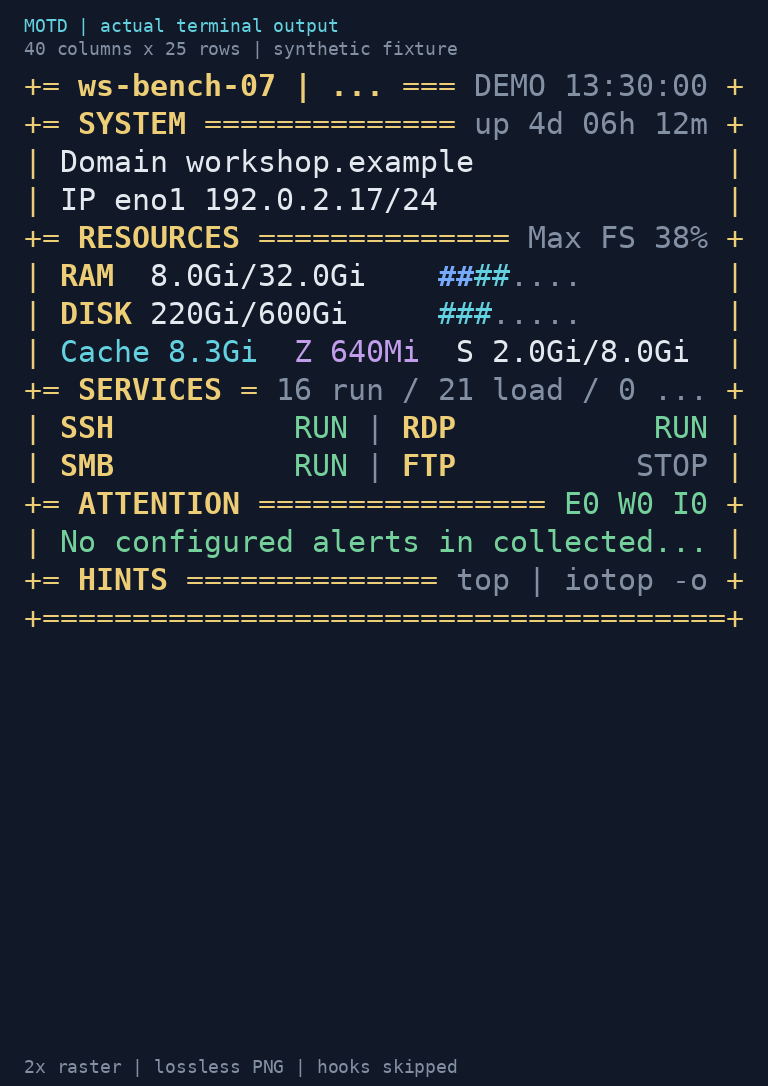 MOTD | actual terminal output
40 columns x 25 rows | synthetic fixture
+= ws-bench-07 | ... === DEMO 13:30:00 +
+= SYSTEM ============== up 4d 06h 12m +
| Domain workshop.example              |
| IP eno1 192.0.2.17/24                |
+= RESOURCES ============== Max FS 38% +
| RAM  8.0Gi/32.0Gi    ####....        |
| DISK 220Gi/600Gi     ###.....        |
| Cache 8.3Gi  Z 640Mi  S 2.0Gi/8.0Gi  |
+= SERVICES = 16 run / 21 load / 0 ... +
| SSH          RUN | RDP           RUN |
| SMB          RUN | FTP          STOP |
+= ATTENTION ================ E0 W0 I0 +
| No configured alerts in collected... |
+= HINTS ============== top | iotop -o +
+======================================+
2x raster | lossless PNG | hooks skipped